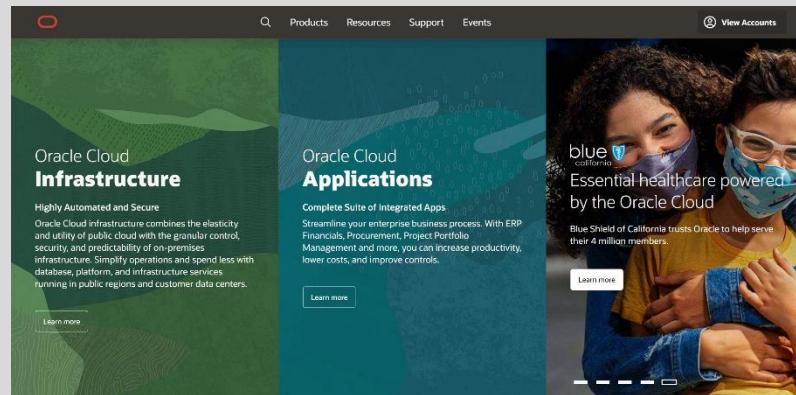 Products Resources Support Events View Accounts
Oracle Cloud
Infrastructure
Highly Automated and Secure
Oracle Cloud infrastructure combines the elasticity
and utility of public cloud with the granular control,
security, and predictability of on-premises
infrastructure. Simplify operations and spend less with
database, platform, and infrastructure services
running in public regions and customer data centers.
Learn more
Oracle Cloud
Applications
Complete Suite of Integrated Apps
Streamline your enterprise business process. With ERP
Financials, Procurement, Project Portfolio
Management and more, you can increase productivity,
lower costs, and improve controls.
Learn more
blue
california
Essential healthcare powered
by the Oracle Cloud
Blue Shield of California trusts Oracle to help serve
their 4 million members.
Learn more